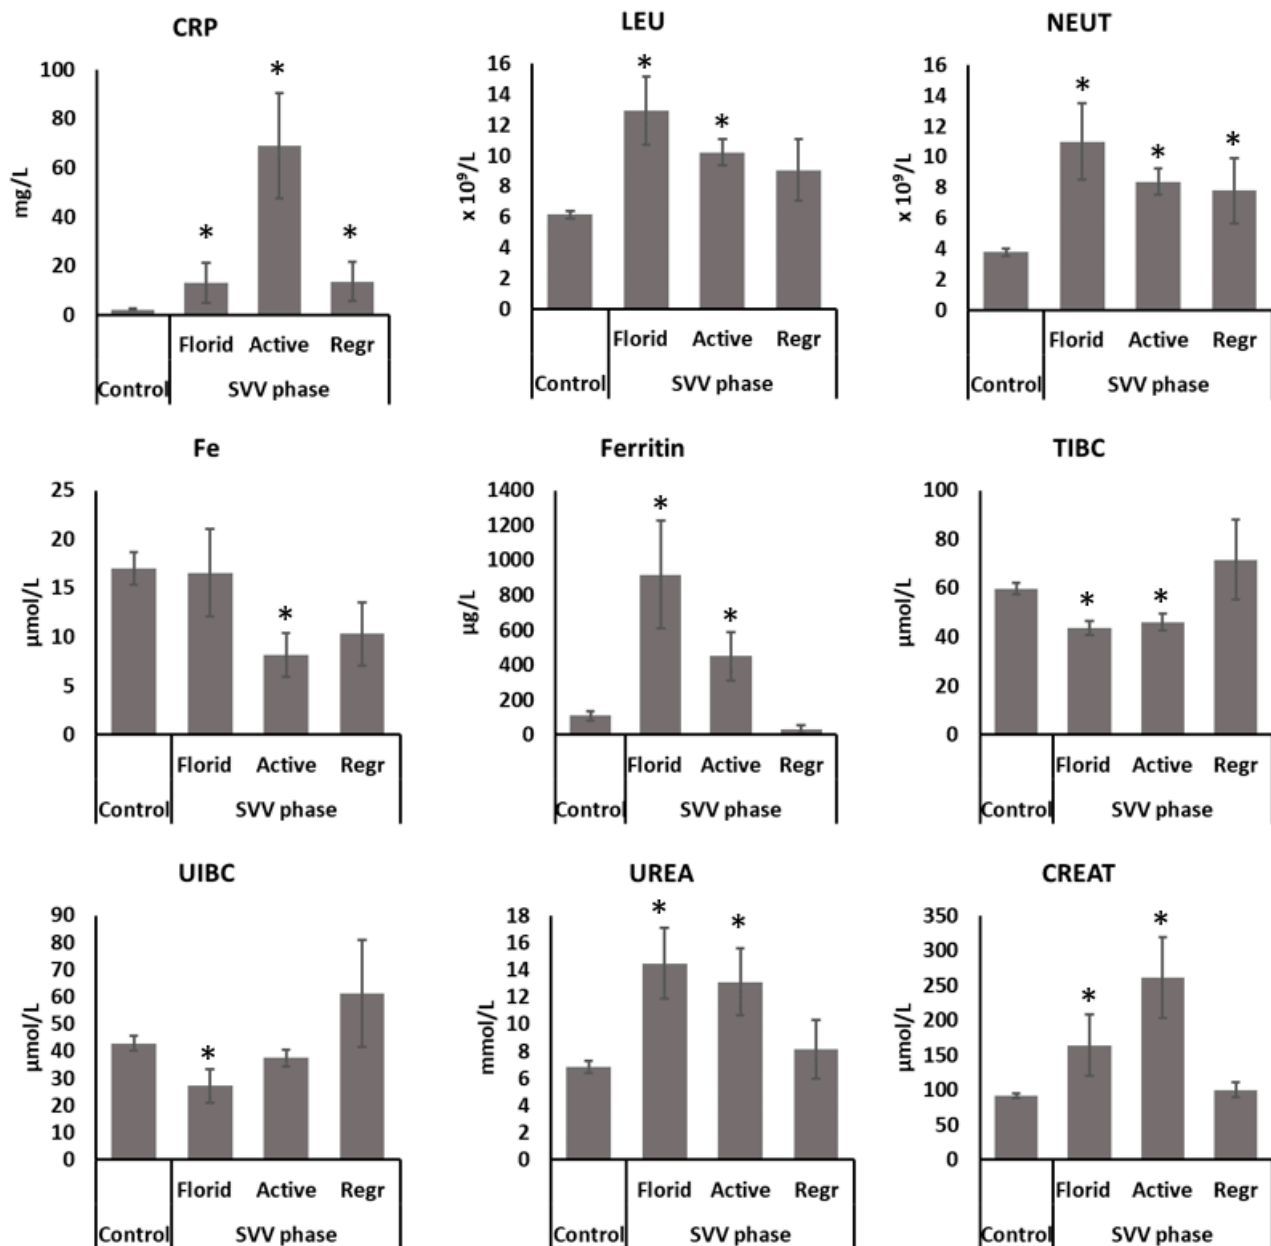 CRP
mg/L
100
80
60
40
20
0
*
*
*
Florid Active Regr
Control SVV phase
LEU
x 10⁹/L
16
14
12
10
8
6
4
2
0
*
*
Florid Active Regr
Control SVV phase
NEUT
x 10⁹/L
16
14
12
10
8
6
4
2
0
*
*
*
Florid Active Regr
Control SVV phase
Fe
µmol/L
25
20
15
10
5
0
*
Florid Active Regr
Control SVV phase
Ferritin
µg/L
1400
1200
1000
800
600
400
200
0
*
*
Florid Active Regr
Control SVV phase
TIBC
µmol/L
100
80
60
40
20
0
*
*
Florid Active Regr
Control SVV phase
UIBC
µmol/L
90
80
70
60
50
40
30
20
10
0
*
Florid Active Regr
Control SVV phase
UREA
mmol/L
18
16
14
12
10
8
6
4
2
0
*
*
Florid Active Regr
Control SVV phase
CREAT
µmol/L
350
300
250
200
150
100
50
0
*
*
Florid Active Regr
Control SVV phase